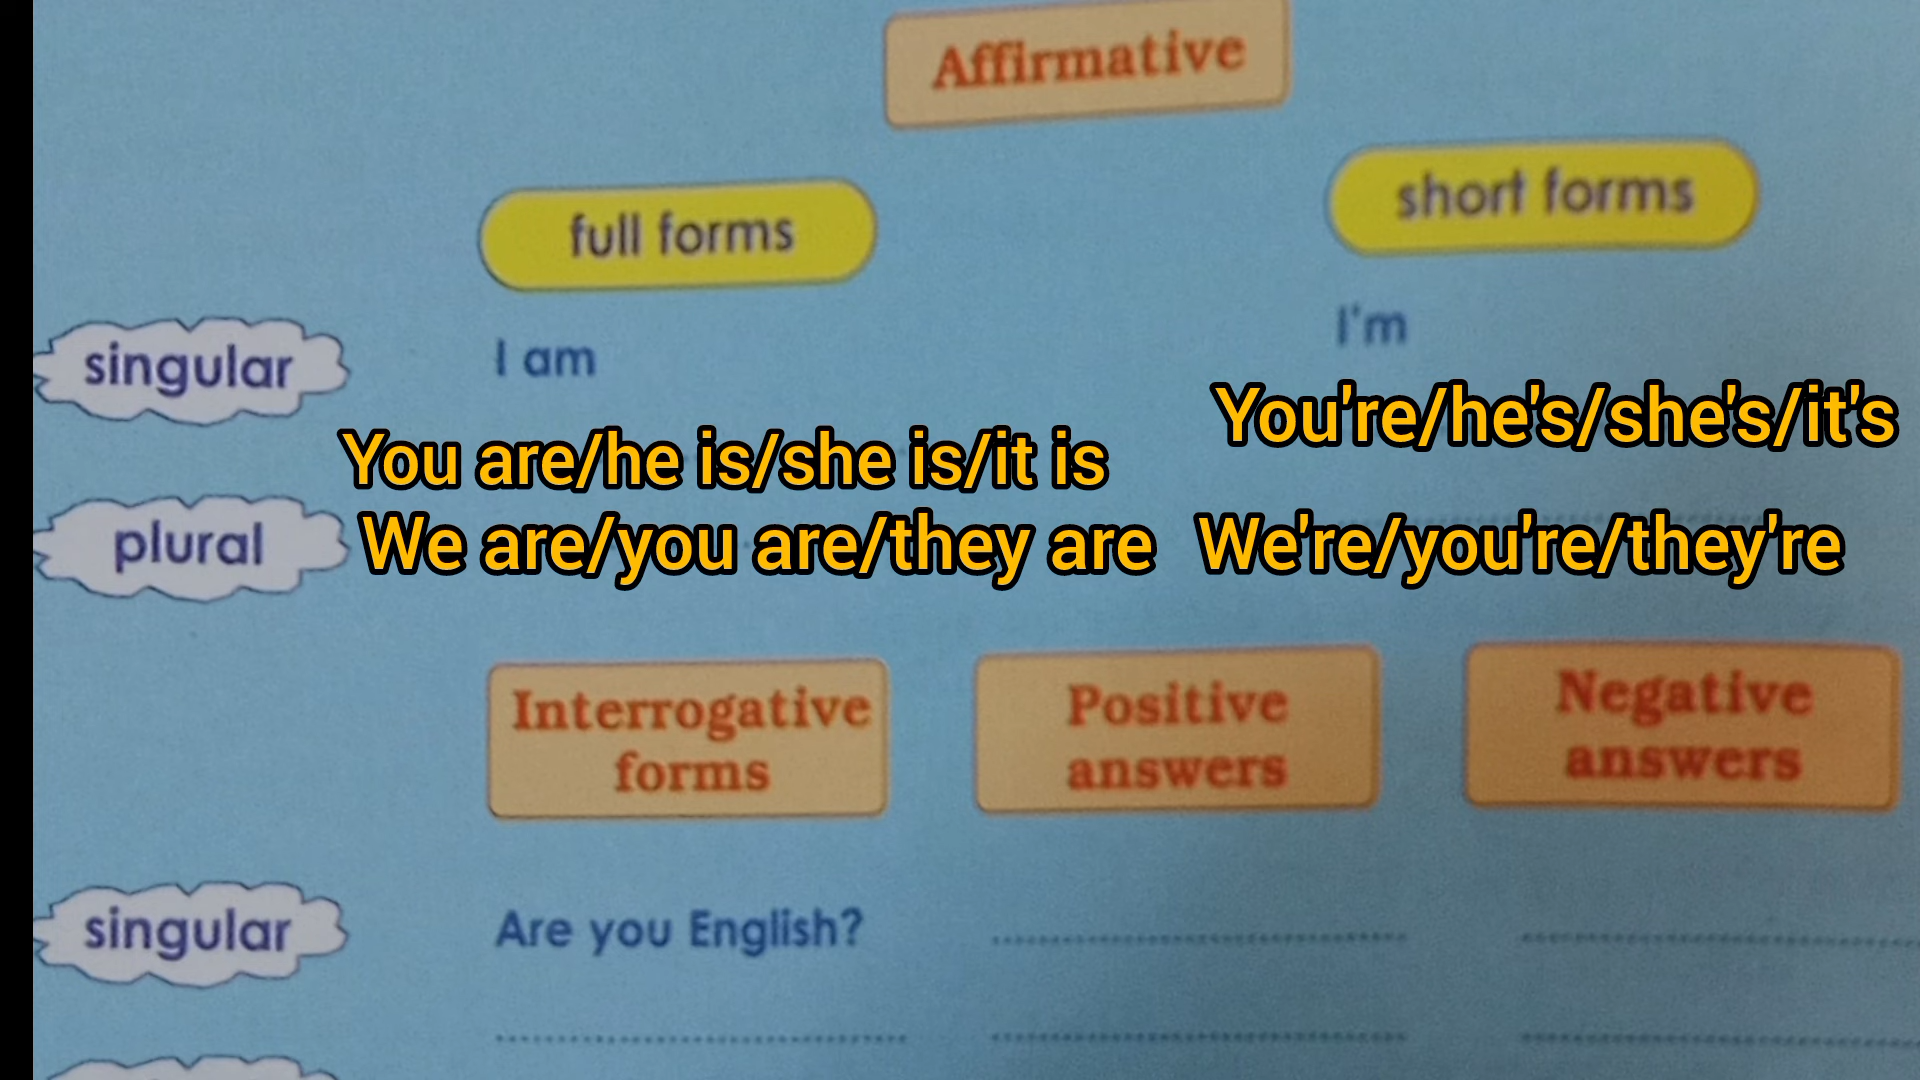 Affirmative
full forms
short forms
singular
I am
I'm
You are/he is/she is/it is
You're/he's/she's/it's
plural
We are/you are/they are
We're/you're/they're
Interrogative
forms
Positive
answers
Negative
answers
singular
Are you English?